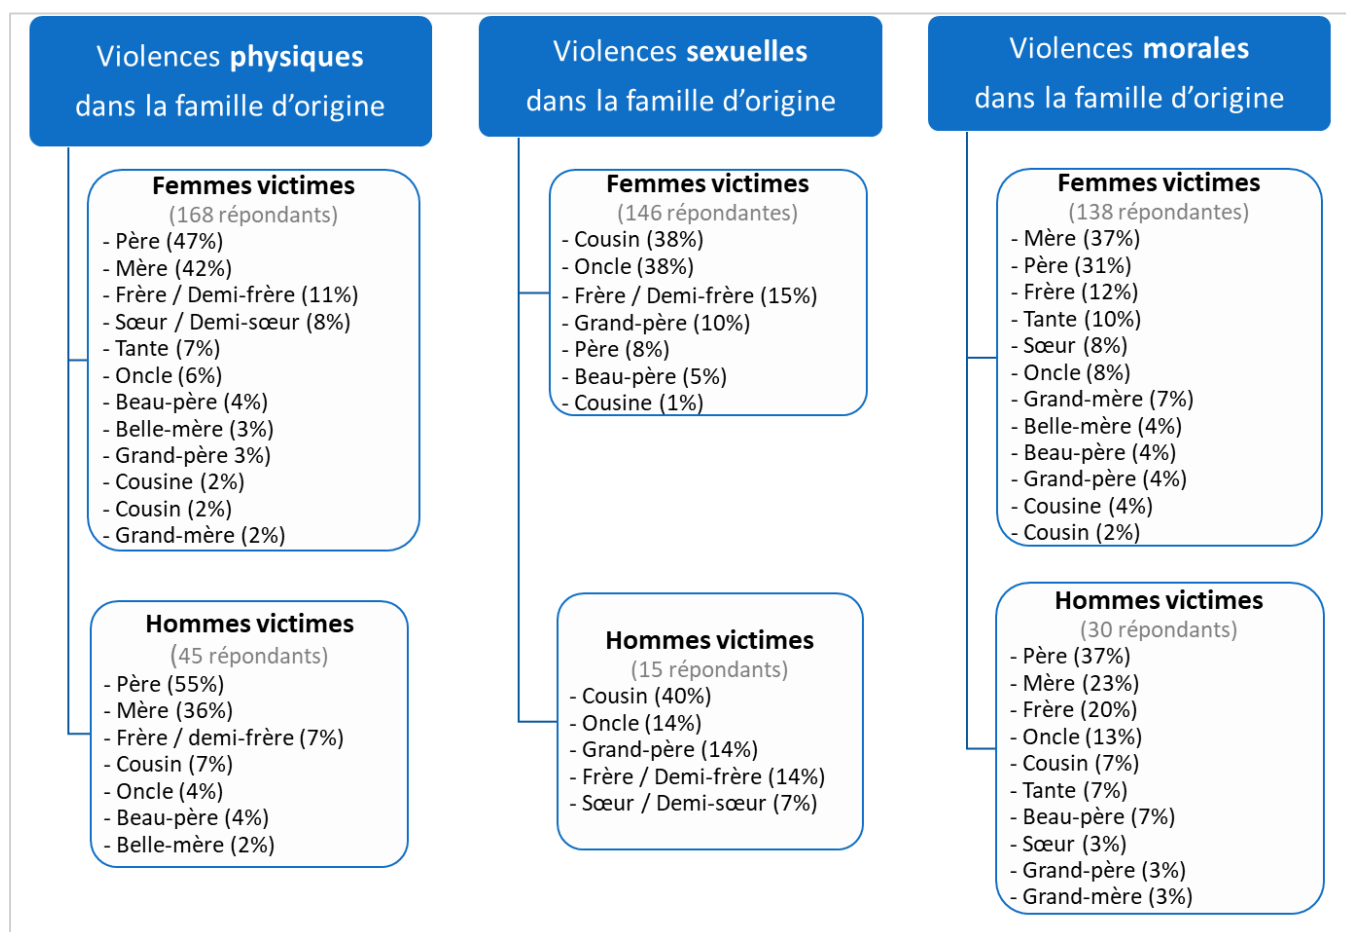 Violences physiques
dans la famille d'origine
Femmes victimes
(168 répondants)
- Père (47%)
- Mère (42%)
- Frère / Demi-frère (11%)
- Sœur / Demi-sœur (8%)
- Tante (7%)
- Oncle (6%)
- Beau-père (4%)
- Belle-mère (3%)
- Grand-père 3%)
- Cousine (2%)
- Cousin (2%)
- Grand-mère (2%)
Hommes victimes
(45 répondants)
- Père (55%)
- Mère (36%)
- Frère / demi-frère (7%)
- Cousin (7%)
- Oncle (4%)
- Beau-père (4%)
- Belle-mère (2%)
Violences sexuelles
dans la famille d'origine
Femmes victimes
(146 répondantes)
- Cousin (38%)
- Oncle (38%)
- Frère / Demi-frère (15%)
- Grand-père (10%)
- Père (8%)
- Beau-père (5%)
- Cousine (1%)
Hommes victimes
(15 répondants)
- Cousin (40%)
- Oncle (14%)
- Grand-père (14%)
- Frère / Demi-frère (14%)
- Sœur / Demi-sœur (7%)
Violences morales
dans la famille d'origine
Femmes victimes
(138 répondantes)
- Mère (37%)
- Père (31%)
- Frère (12%)
- Tante (10%)
- Sœur (8%)
- Oncle (8%)
- Grand-mère (7%)
- Belle-mère (4%)
- Beau-père (4%)
- Grand-père (4%)
- Cousine (4%)
- Cousin (2%)
Hommes victimes
(30 répondants)
- Père (37%)
- Mère (23%)
- Frère (20%)
- Oncle (13%)
- Cousin (7%)
- Tante (7%)
- Beau-père (7%)
- Sœur (3%)
- Grand-père (3%)
- Grand-mère (3%)